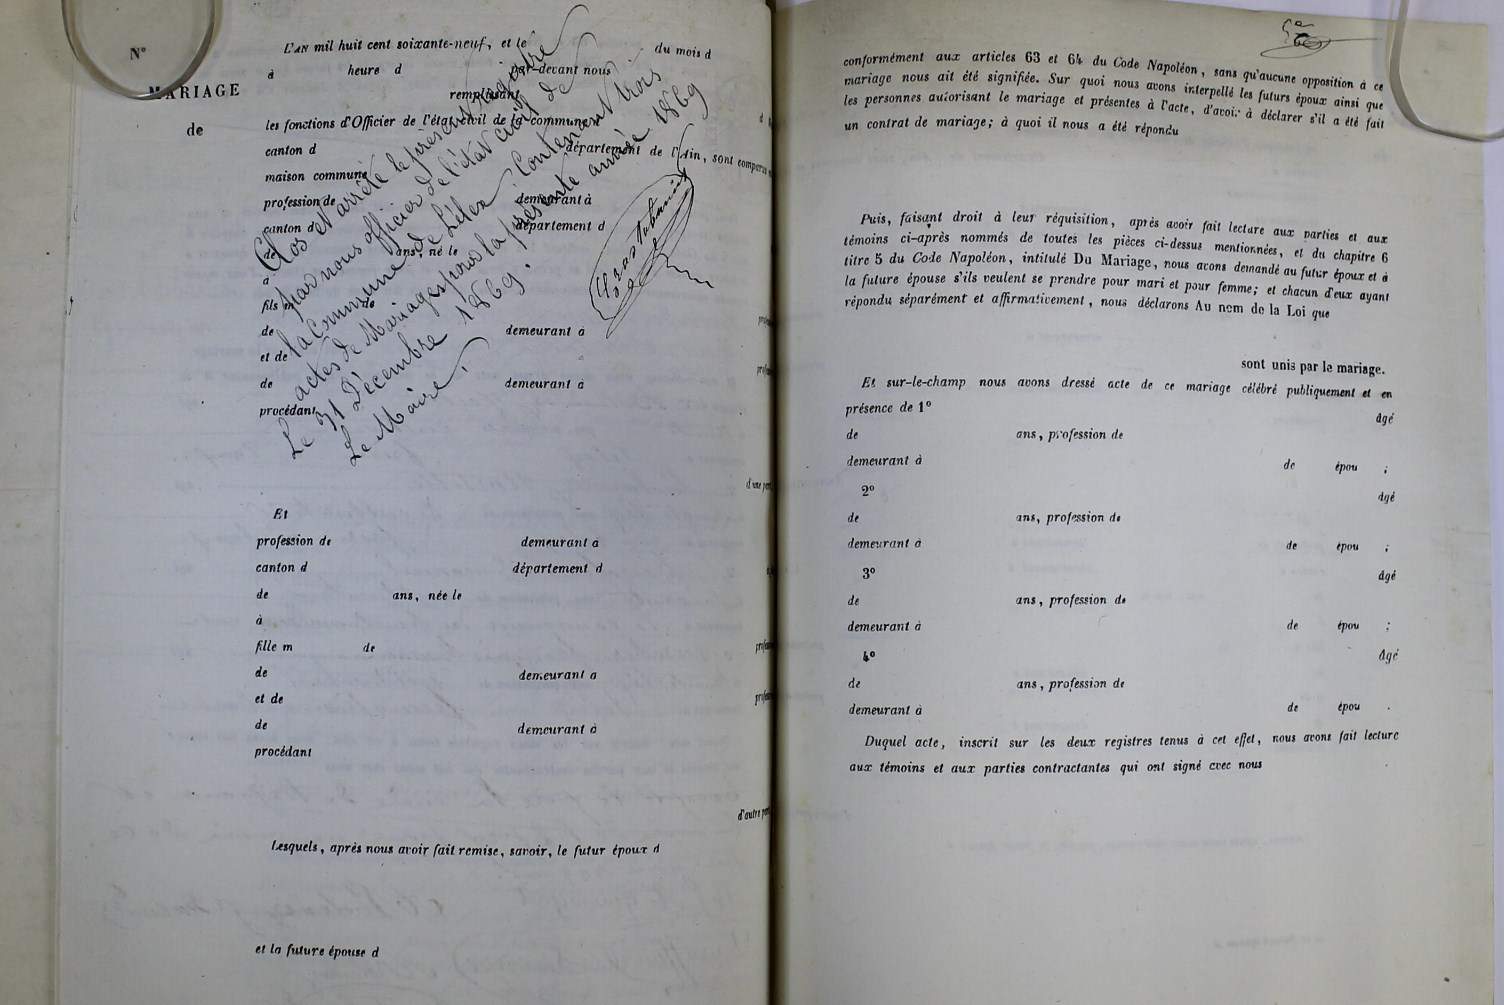 N°
MARIAGE
de
L'AN mil huit cent soixante-neuf, et le du mois d
à heure d par-devant nous
remplissant
les fonctions d'Officier de l'état civil de la commune
canton d département de l'Ain, sont comparus
maison commune
profession de demeurant à
canton d département d
de ans, né le
à
fils m de
de demeurant à
et de
de demeurant à
procédant
Clos et arrêté le présent registre
par nous officier de l'état civil de
la Commune de Lélex Contenant trois
actes de Mariages pour la présente année 1869
Le 31 Décembre 1869.
Le Maire,
d'une part
Et
profession de demeurant à
canton d département d
de ans, née le
à
fille m de
de demeurant à
et de
de demeurant à
procédant
d'autre part
Lesquels, après nous avoir fait remise, savoir, le futur époux d
et la future épouse d
conformément aux articles 63 et 64 du Code Napoléon, sans qu'aucune opposition à ce
mariage nous ait été signifiée. Sur quoi nous avons interpellé les futurs époux ainsi que
les personnes autorisant le mariage et présentes à l'acte, d'avoir à déclarer s'il a été fait
un contrat de mariage; à quoi il nous a été répondu
Puis, faisant droit à leur réquisition, après avoir fait lecture aux parties et aux
témoins ci-après nommés de toutes les pièces ci-dessus mentionnées, et du chapitre 6
titre 5 du Code Napoléon, intitulé Du Mariage, nous avons demandé au futur époux et à
la future épouse s'ils veulent se prendre pour mari et pour femme; et chacun d'eux ayant
répondu séparément et affirmativement, nous déclarons Au nom de la Loi que
sont unis par le mariage.
Et sur-le-champ nous avons dressé acte de ce mariage célébré publiquement et en
présence de 1° âgé
de ans, profession de
demeurant à de épou ;
2° âgé
de ans, profession de
demeurant à de épou ;
3° âgé
de ans, profession de
demeurant à de épou ;
4° âgé
de ans, profession de
demeurant à de épou .
Duquel acte, inscrit sur les deux registres tenus à cet effet, nous avons fait lecture
aux témoins et aux parties contractantes qui ont signé avec nous